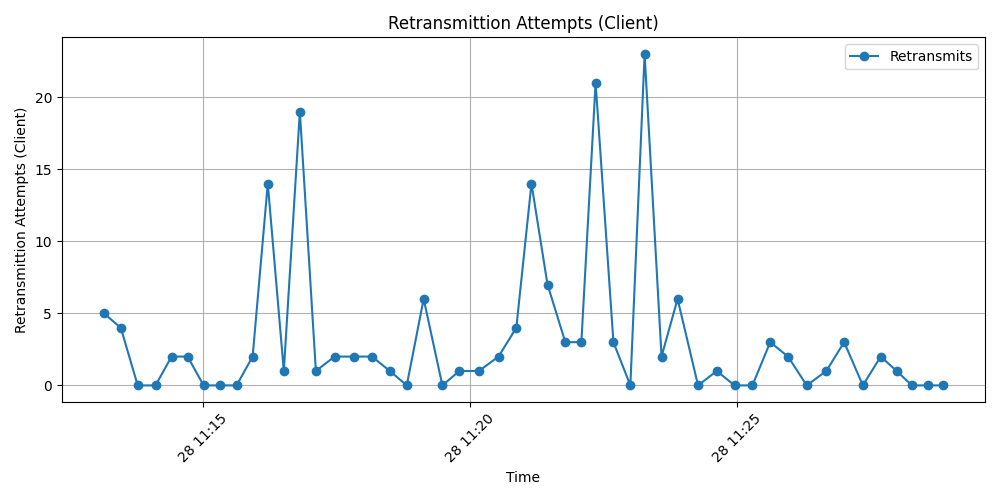 Retransmittion Attempts (Client)
Retransmits
Retransmittion Attempts (Client)
20
15
10
5
0
28 11:15
28 11:20
28 11:25
Time